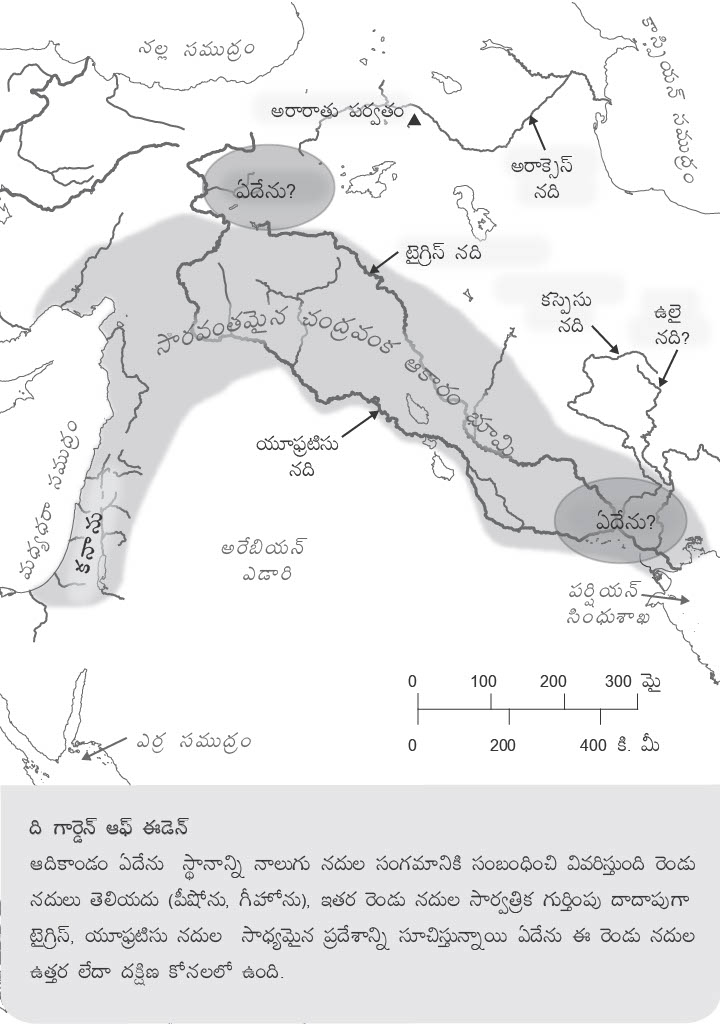 నల్ల సముద్రం
కాస్పియన్ సముద్రం
అరారాతు పర్వతం
అరాక్సెస్
నది
ఏదేను?
టైగ్రిస్ నది
కస్పెసు
నది
ఉలై
నది?
సారవంతమైన చంద్రవంక ఆకారం భూమి
యూఫ్రటిసు
నది
మధ్యధరా సముద్రం
కనాను
ఏదేను?
అరేబియన్
ఎడారి
పర్షియన్
సింధుశాఖ
0 100 200 300 మై
0 200 400 కి. మీ
ఎర్ర సముద్రం
ది గార్డెన్ ఆఫ్ ఈడెన్
ఆదికాండం ఏదేను స్థానాన్ని నాలుగు నదుల సంగమానికి సంబంధించి వివరిస్తుంది రెండు
నదులు తెలియదు (పీషోను, గీహోను), ఇతర రెండు నదుల సార్వత్రిక గుర్తింపు దాదాపుగా
టైగ్రిస్, యూఫ్రటిసు నదుల సాధ్యమైన ప్రదేశాన్ని సూచిస్తున్నాయి ఏదేను ఈ రెండు నదుల
ఉత్తర లేదా దక్షిణ కోనలలో ఉంది.